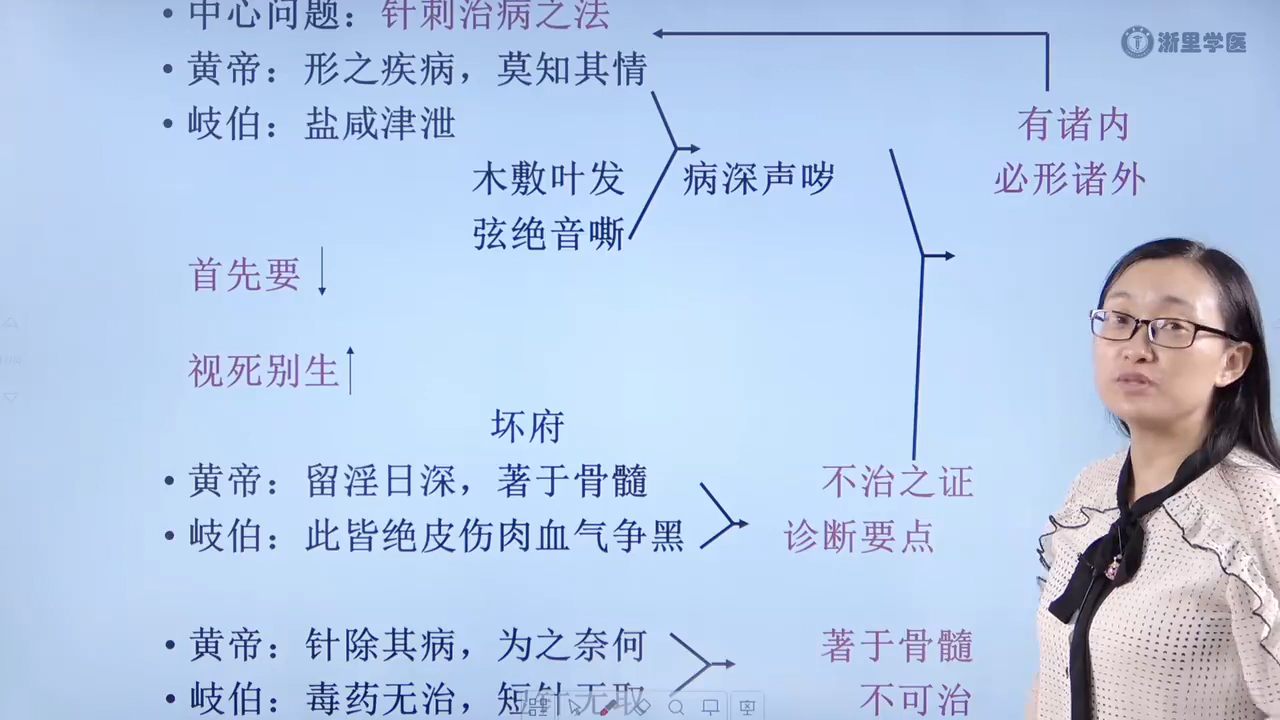 中心问题：针刺治病之法
浙里学医
黄帝：形之疾病，莫知其情
岐伯：盐咸津泄
有诸内
木敷叶发
病深声哕
必形诸外
弦绝音嘶
首先要
视死别生
坏府
黄帝：留淫日深，著于骨髓
不治之证
岐伯：此皆绝皮伤肉血气争黑
诊断要点
黄帝：针除其病，为之奈何
著于骨髓
岐伯：毒药无治，短针无取
不可治